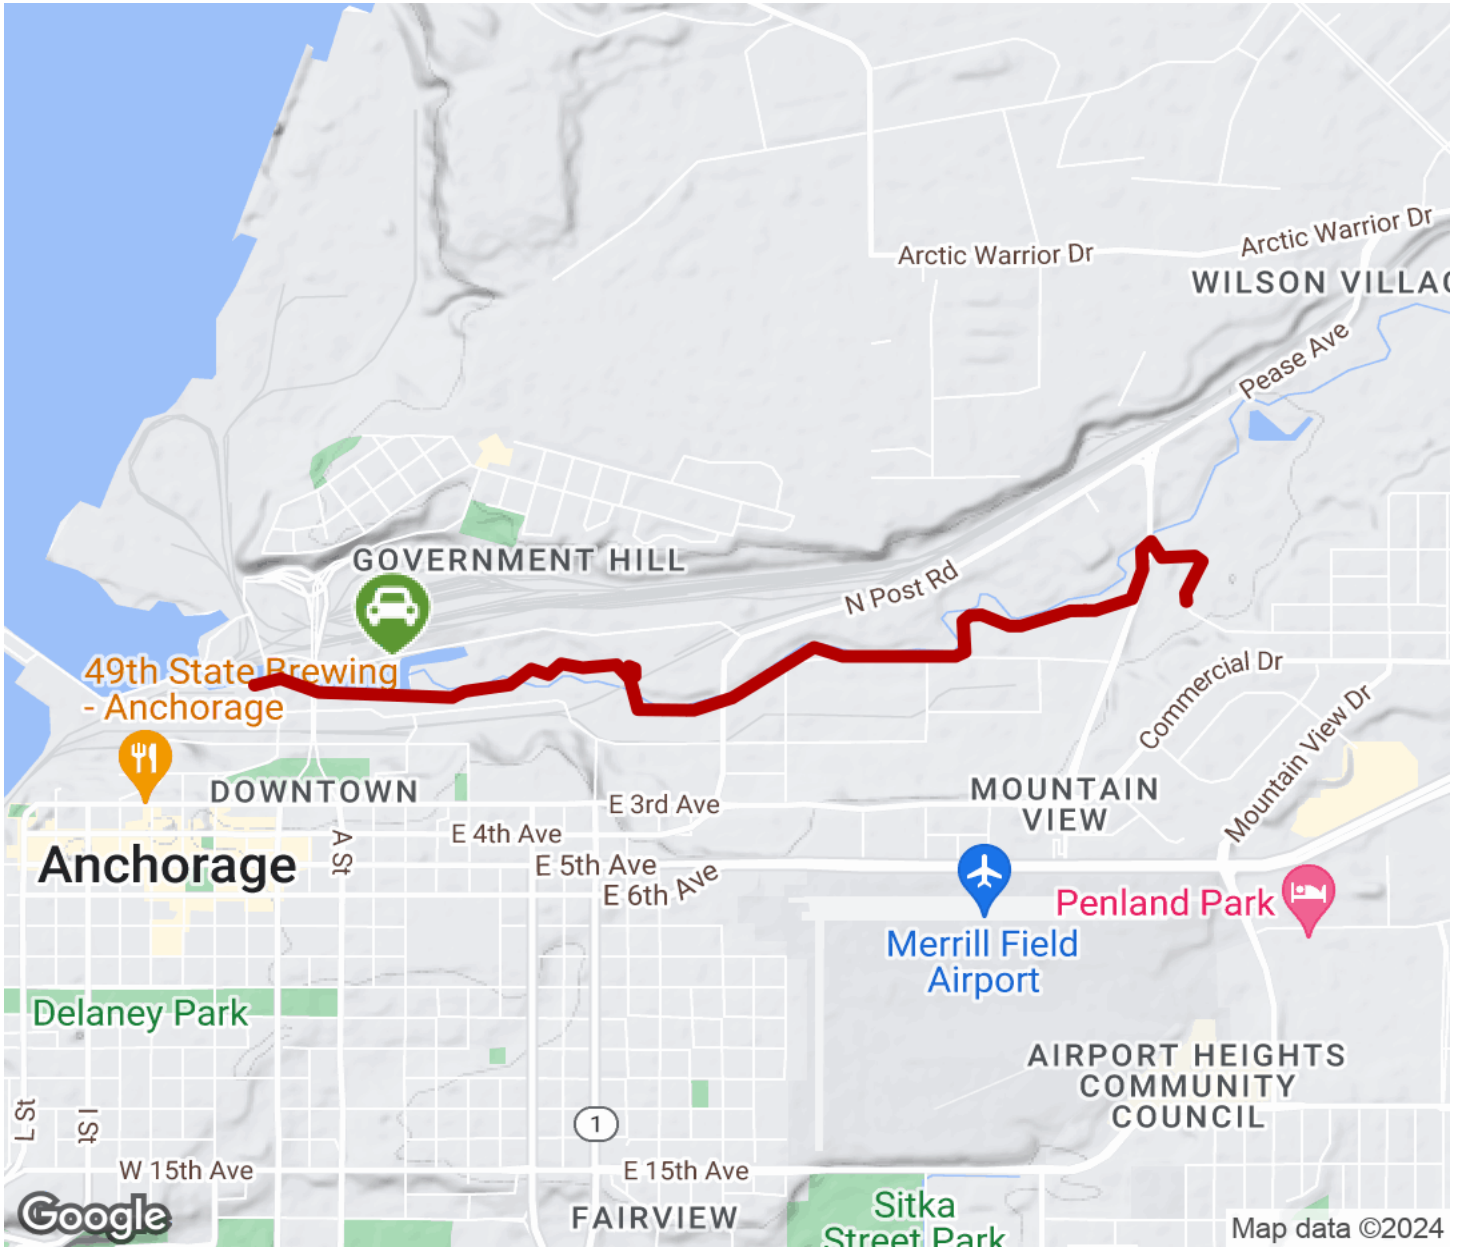 Arctic Warrior Dr
Arctic Warrior Dr
WILSON VILLAG
Pease Ave
GOVERNMENT HILL
N Post Rd
49th State Brewing
- Anchorage
Commercial Dr
Mountain View Dr
DOWNTOWN
MOUNTAIN
VIEW
E 3rd Ave
E 4th Ave
A St
Anchorage
E 5th Ave
E 6th Ave
Penland Park
Merrill Field
Airport
Delaney Park
AIRPORT HEIGHTS
COMMUNITY
COUNCIL
L St
I St
1
W 15th Ave
E 15th Ave
Sitka
Street Park
FAIRVIEW
Google
Map data ©2024